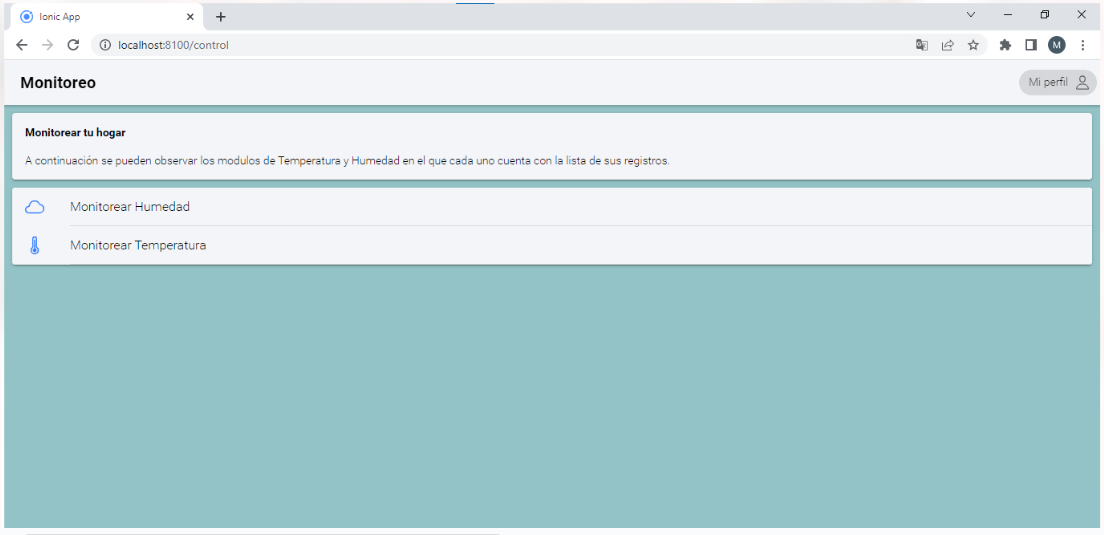 Ionic App
localhost:8100/control
M
Monitoreo
Mi perfil
Monitorear tu hogar
A continuación se pueden observar los modulos de Temperatura y Humedad en el que cada uno cuenta con la lista de sus registros.
Monitorear Humedad
Monitorear Temperatura